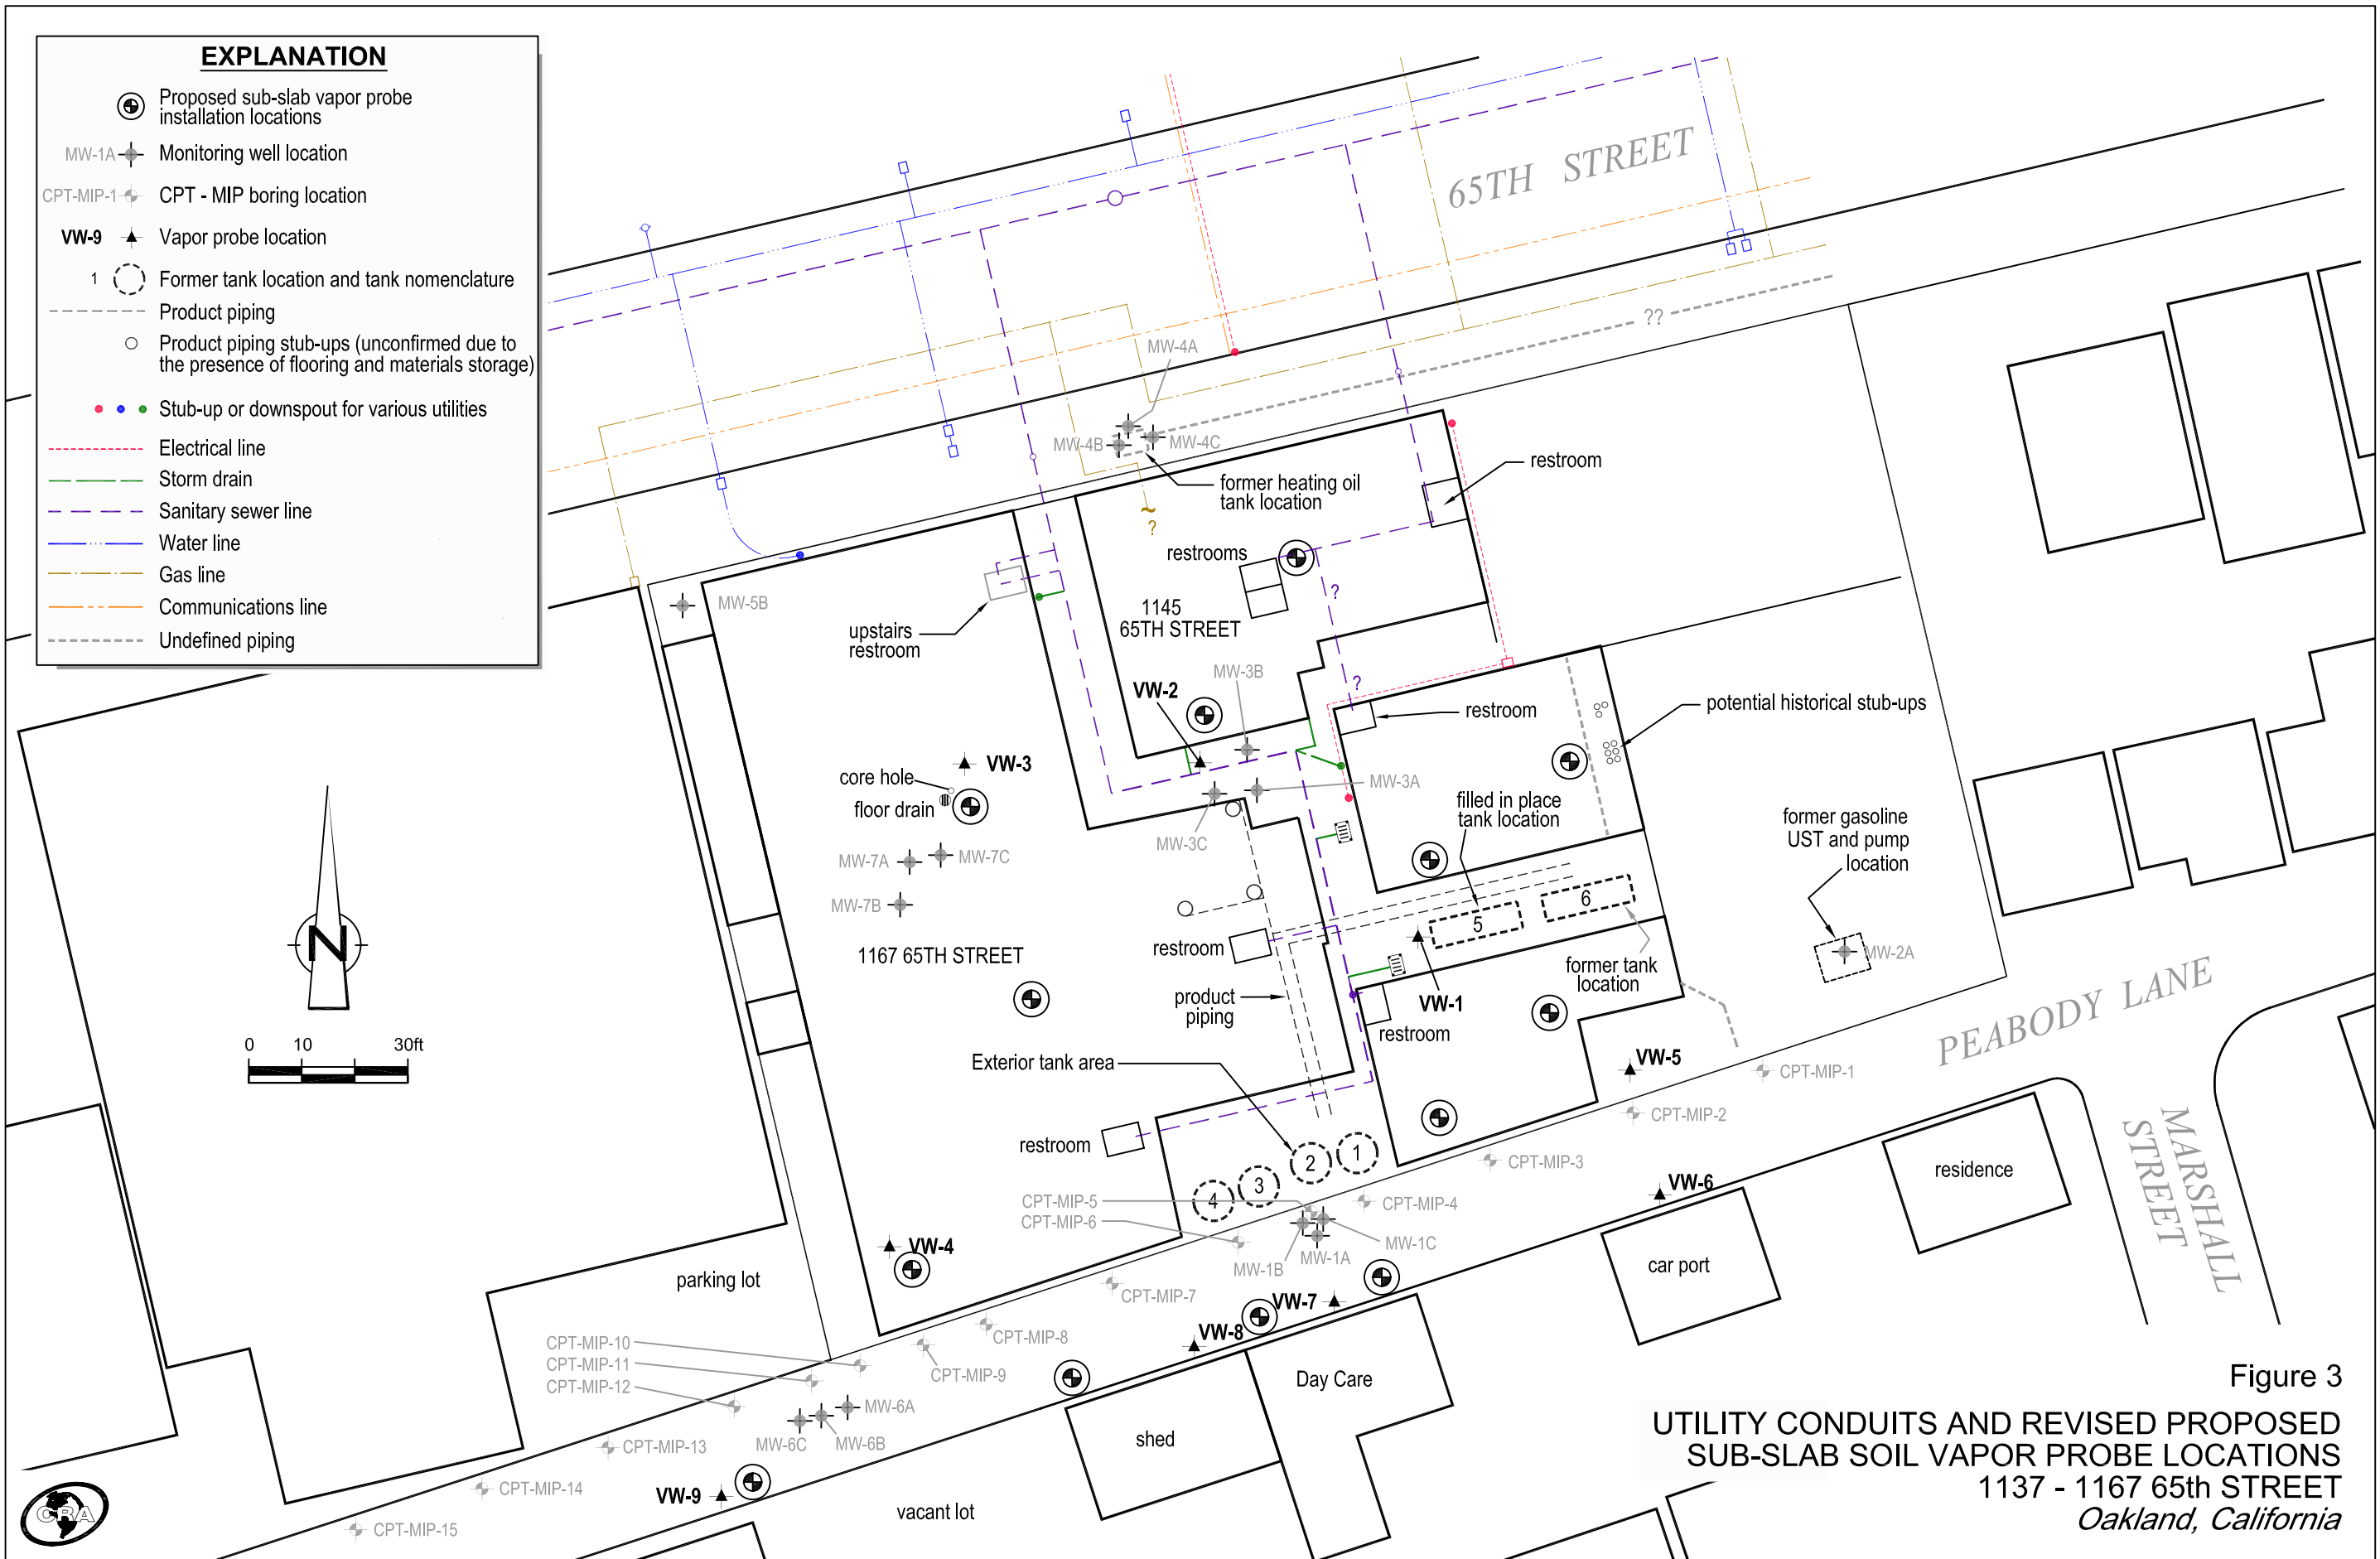 EXPLANATION
Proposed sub-slab vapor probe
installation locations
MW-1A
Monitoring well location
CPT-MIP-1
CPT - MIP boring location
VW-9
Vapor probe location
1
Former tank location and tank nomenclature
Product piping
Product piping stub-ups (unconfirmed due to
the presence of flooring and materials storage)
Stub-up or downspout for various utilities
Electrical line
Storm drain
Sanitary sewer line
Water line
Gas line
Communications line
Undefined piping
65TH STREET
??
MW-4A
MW-4B
MW-4C
restroom
former heating oil
tank location
?
restrooms
MW-5B
?
1145
65TH STREET
upstairs
restroom
MW-3B
VW-2
?
restroom
potential historical stub-ups
VW-3
core hole
floor drain
MW-3A
filled in place
tank location
MW-3C
former gasoline
UST and pump
location
MW-7A
MW-7C
MW-7B
6
5
1167 65TH STREET
restroom
MW-2A
former tank
location
N
product
piping
VW-1
restroom
0 10 30ft
PEABODY LANE
Exterior tank area
VW-5
CPT-MIP-1
CPT-MIP-2
MARSHALL
STREET
restroom
1
2
3
4
CPT-MIP-3
residence
VW-6
CPT-MIP-5
CPT-MIP-4
CPT-MIP-6
MW-1C
MW-1A
MW-1B
VW-4
car port
parking lot
CPT-MIP-7
VW-7
CPT-MIP-8
VW-8
CPT-MIP-10
CPT-MIP-11
CPT-MIP-12
CPT-MIP-9
Day Care
MW-6A
MW-6C
MW-6B
CPT-MIP-13
shed
CPT-MIP-14
VW-9
vacant lot
CPT-MIP-15
CRA
Figure 3
UTILITY CONDUITS AND REVISED PROPOSED
SUB-SLAB SOIL VAPOR PROBE LOCATIONS
1137 - 1167 65th STREET
Oakland, California